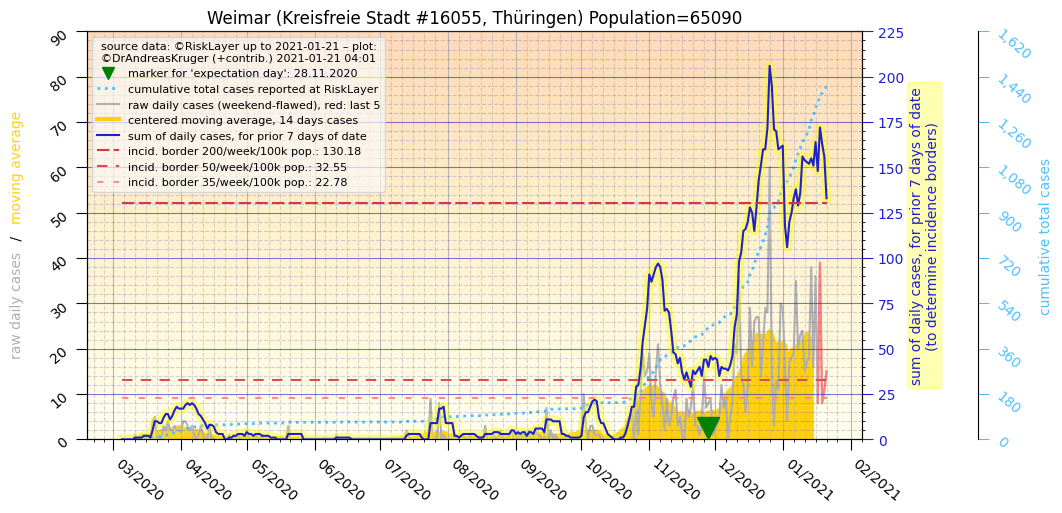 Weimar (Kreisfreie Stadt #16055, Thüringen) Population=65090
source data: ©RiskLayer up to 2021-01-21 – plot:
©DrAndreasKruger (+contrib.) 2021-01-21 04:01
marker for 'expectation day': 28.11.2020
cumulative total cases reported at RiskLayer
raw daily cases (weekend-flawed), red: last 5
centered moving average, 14 days cases
sum of daily cases, for prior 7 days of date
incid. border 200/week/100k pop.: 130.18
incid. border 50/week/100k pop.: 32.55
incid. border 35/week/100k pop.: 22.78
raw daily cases / moving average
90
80
70
60
50
40
30
20
10
0
03/2020
04/2020
05/2020
06/2020
07/2020
08/2020
09/2020
10/2020
11/2020
12/2020
01/2021
02/2021
225
200
175
150
125
100
75
50
25
0
sum of daily cases, for prior 7 days of date
(to determine incidence borders)
1,620
1,440
1,260
1,080
900
720
540
360
180
0
cumulative total cases